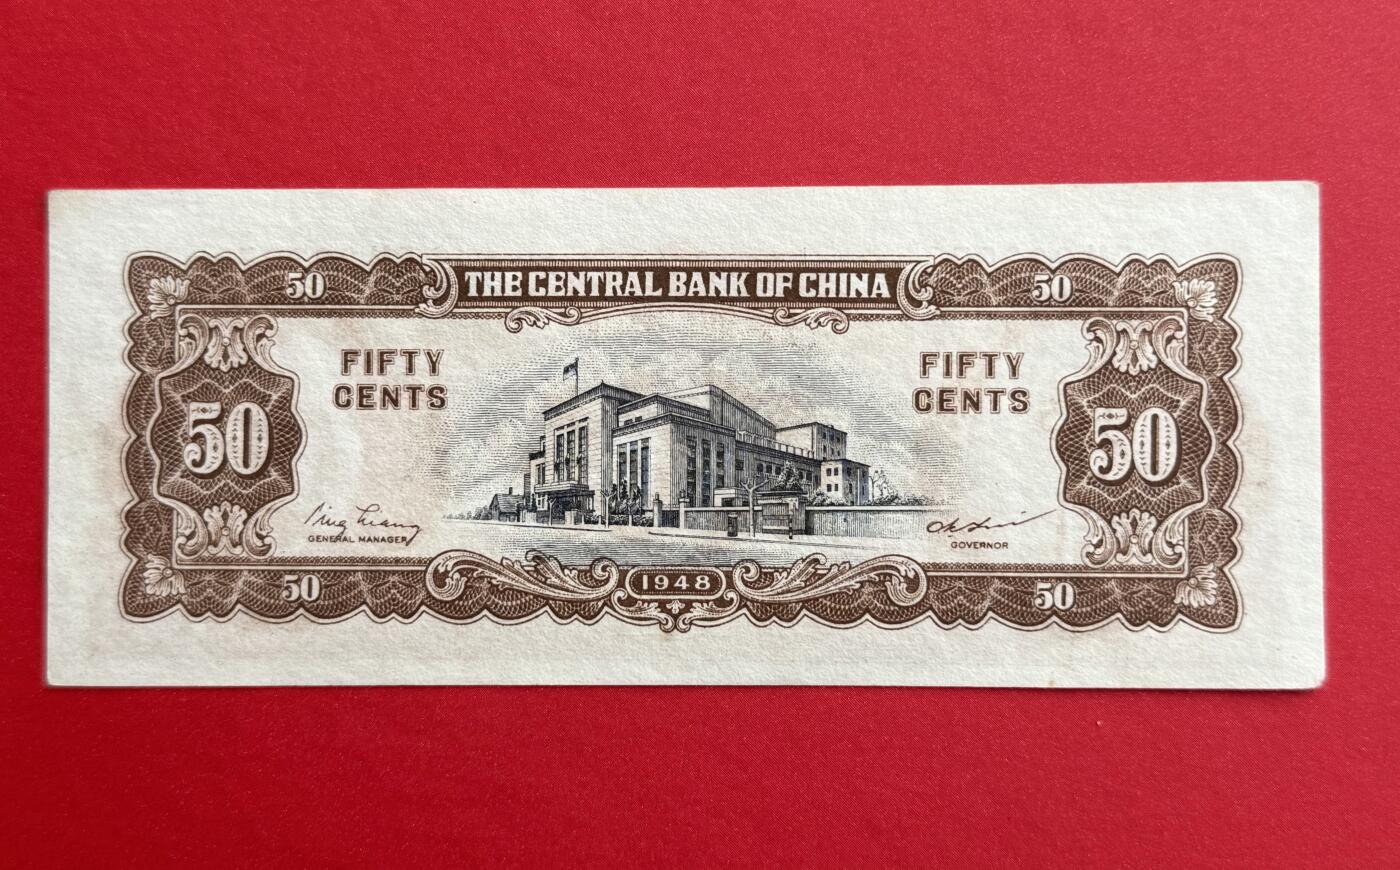 50
THE CENTRAL BANK OF CHINA
50
FIFTY
CENTS
FIFTY
CENTS
50
50
GENERAL MANAGER
GOVERNOR
50
1948
50